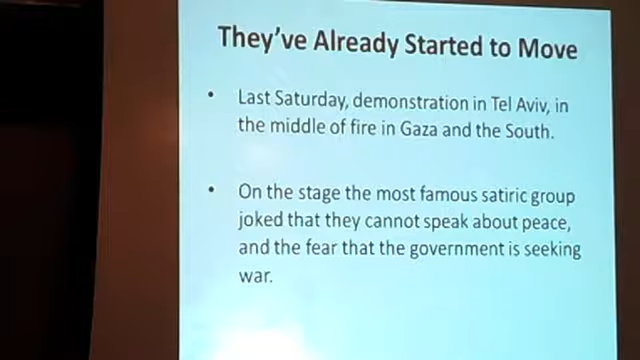 They've Already Started to Move
• Last Saturday, demonstration in Tel Aviv, in
the middle of fire in Gaza and the South.
• On the stage the most famous satiric group
joked that they cannot speak about peace,
and the fear that the government is seeking
war.